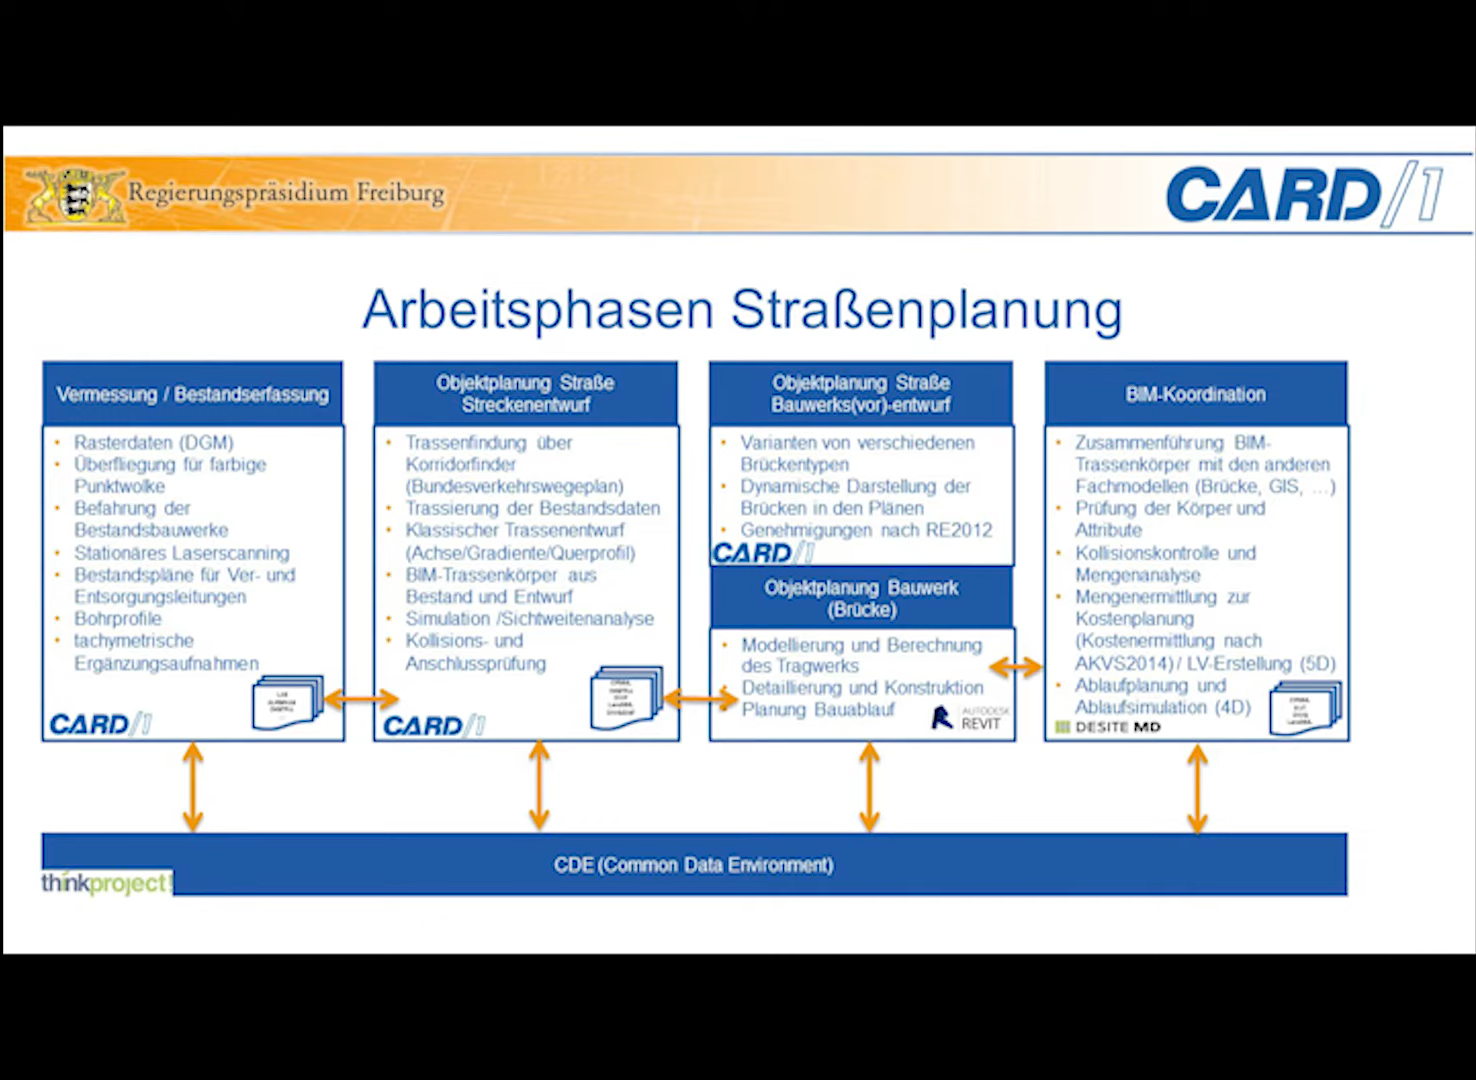 Regierungspräsidium Freiburg
CARD/1
Arbeitsphasen Straßenplanung
Vermessung / Bestandserfassung
• Rasterdaten (DGM)
• Überfliegung für farbige
Punktwolke
• Befahrung der
Bestandsbauwerke
• Stationäres Laserscanning
• Bestandspläne für Ver- und
Entsorgungsleitungen
• Bohrprofile
• tachymetrische
Ergänzungsaufnahmen
CARD/1
Objektplanung Straße
Streckenentwurf
• Trassenfindung über
Korridorfinder
(Bundesverkehrswegeplan)
• Trassierung der Bestandsdaten
• Klassischer Trassenentwurf
(Achse/Gradiente/Querprofil)
• BIM-Trassenkörper aus
Bestand und Entwurf
• Simulation /Sichtweitenanalyse
• Kollisions- und
Anschlussprüfung
CARD/1
Objektplanung Straße
Bauwerks(vor)-entwurf
• Varianten von verschiedenen
Brückentypen
• Dynamische Darstellung der
Brücken in den Plänen
• Genehmigungen nach RE2012
CARD/1
Objektplanung Bauwerk
(Brücke)
• Modellierung und Berechnung
des Tragwerks
• Detaillierung und Konstruktion
• Planung Bauablauf
AUTODESK
REVIT
BIM-Koordination
• Zusammenführung BIM-
Trassenkörper mit den anderen
Fachmodellen (Brücke, GIS, ...)
• Prüfung der Körper und
Attribute
• Kollisionskontrolle und
Mengenanalyse
• Mengenermittlung zur
Kostenplanung
(Kostenermittlung nach
AKVS2014) / LV-Erstellung (5D)
• Ablaufplanung und
Ablaufsimulation (4D)
DESITE MD
CDE (Common Data Environment)
thinkproject!